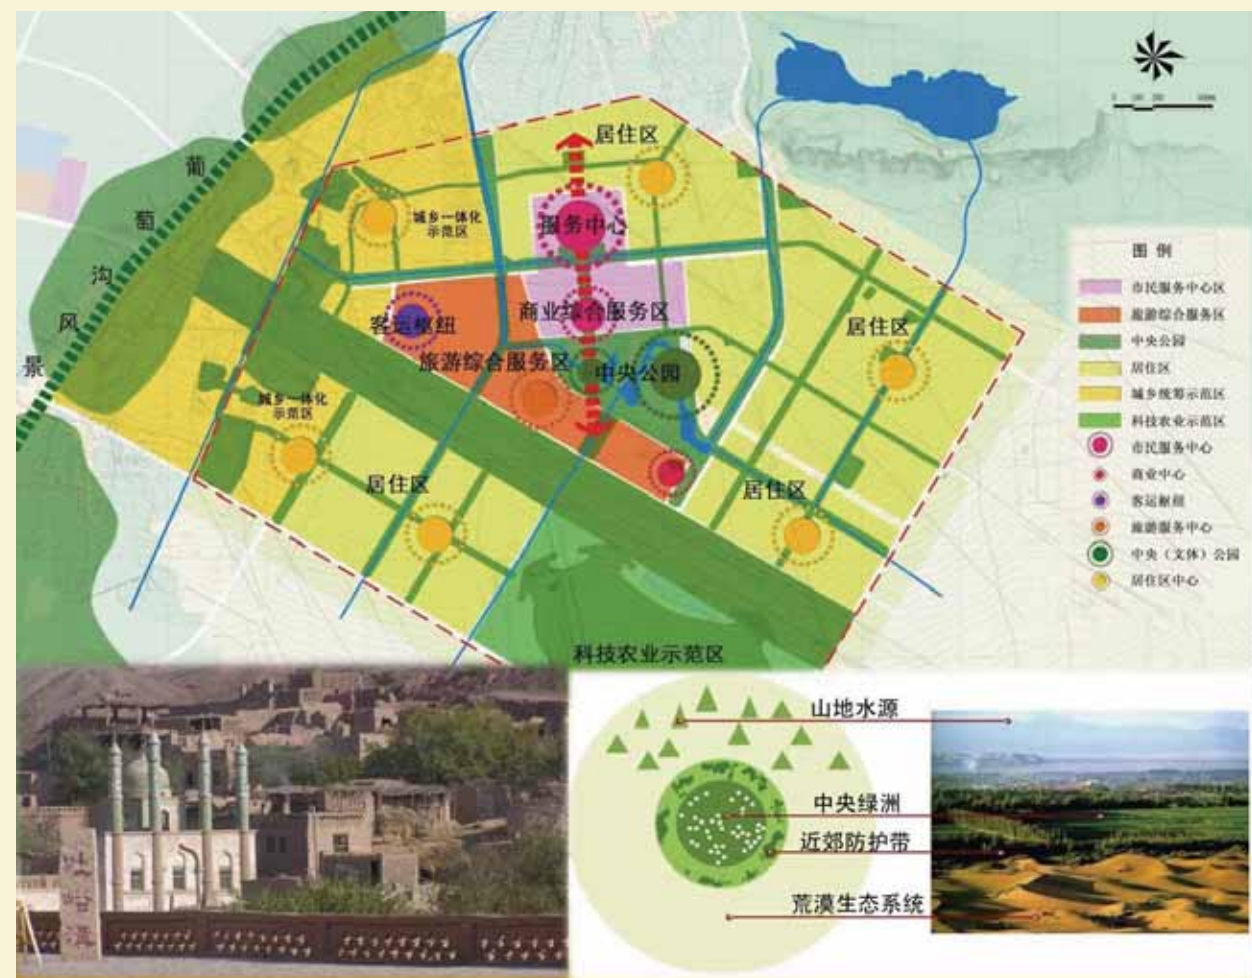 居住区
葡
萄
沟
风
景
城乡一体化
示范区
服务中心
客运枢纽
商业综合服务区
居住区
旅游综合服务区
中央公园
城乡一体化
示范区
居住区
居住区
科技农业示范区
图 例
市民服务中心区
旅游综合服务区
中央公园
居住区
城乡统筹示范区
科技农业示范区
市民服务中心
商业中心
客运枢纽
旅游服务中心
中央（文体）公园
居住区中心
山地水源
中央绿洲
近郊防护带
荒漠生态系统